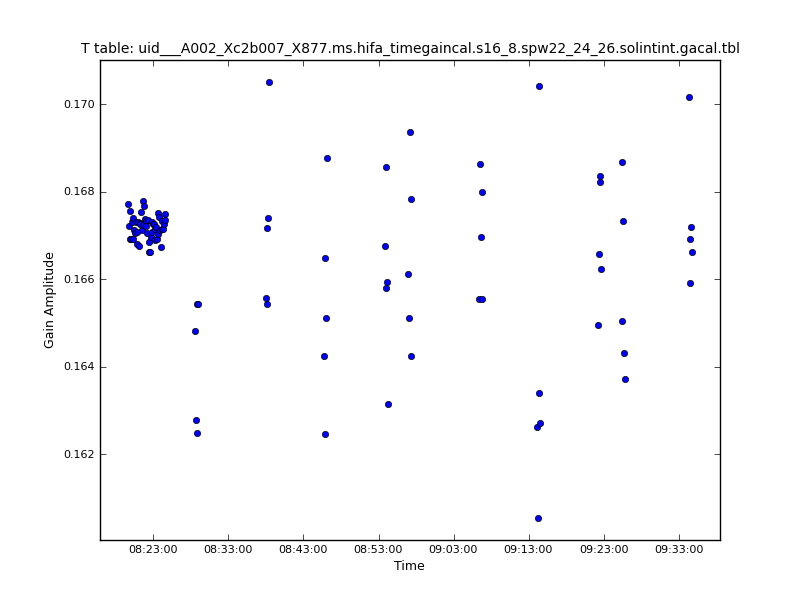 T table: uid___A002_Xc2b007_X877.ms.hifa_timegaincal.s16_8.spw22_24_26.solintint.gacal.tbl
0.170
0.168
0.166
0.164
0.162
Gain Amplitude
08:23:00 08:33:00 08:43:00 08:53:00 09:03:00 09:13:00 09:23:00 09:33:00
Time